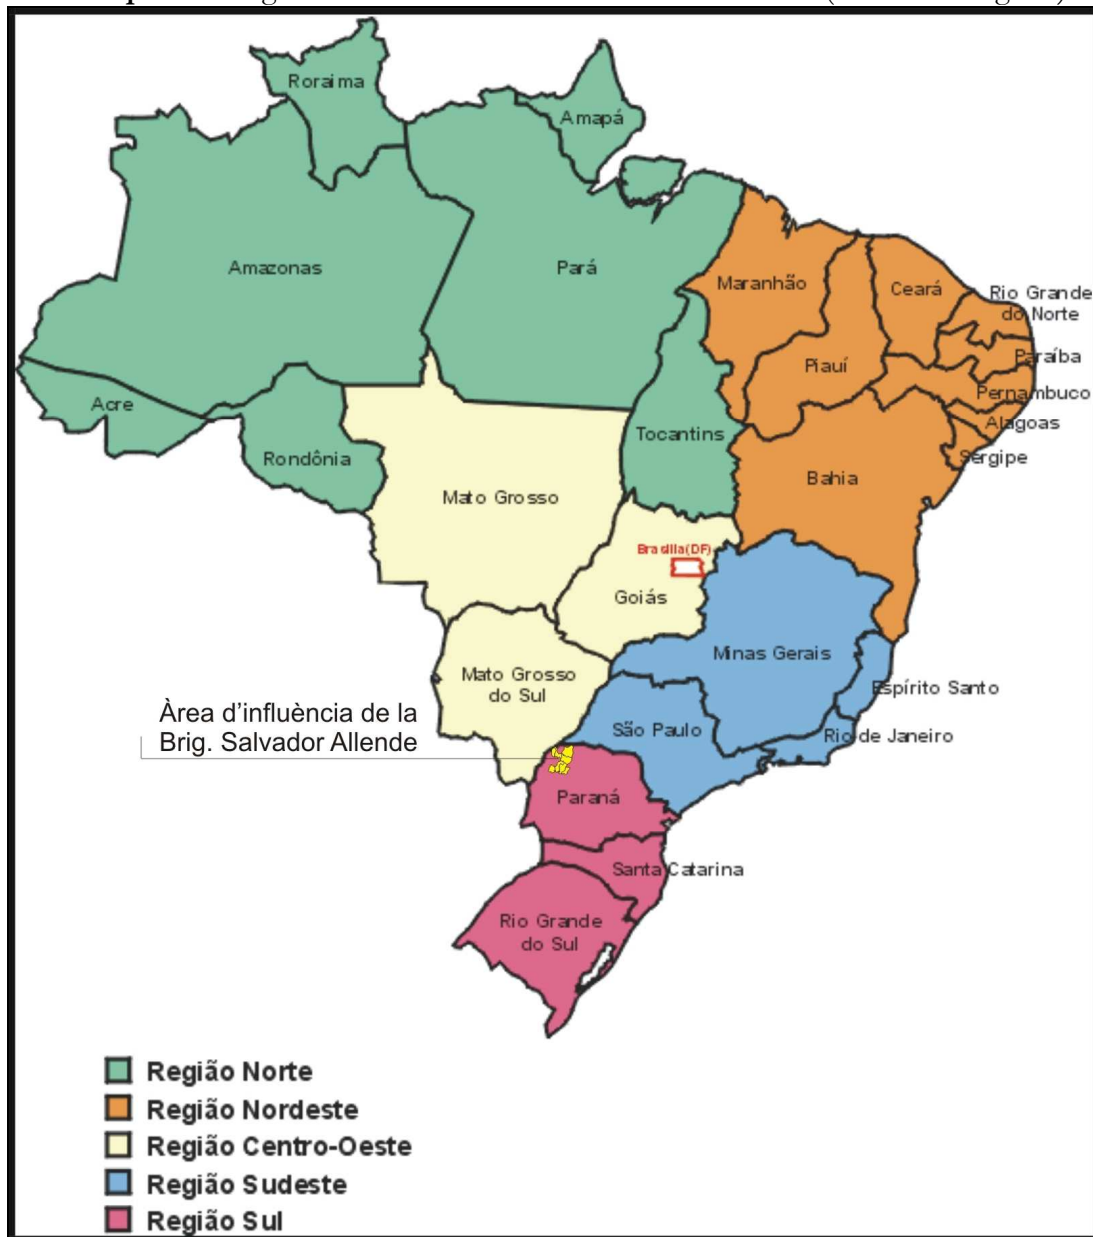 Roraima
Amapá
Amazonas
Pará
Maranhão
Ceará
Rio Grande
do Norte
Paraíba
Piauí
Pernambuco
Acre
Alagoas
Tocantins
Rondônia
Sergipe
Bahia
Mato Grosso
Brasília(DF)
Goiás
Minas Gerais
Mato Grosso
do Sul
Espírito Santo
Àrea d’influència de la
Brig. Salvador Allende
São Paulo
Rio de Janeiro
Paraná
Santa Catarina
Rio Grande
do Sul
Região Norte
Região Nordeste
Região Centro-Oeste
Região Sudeste
Região Sul